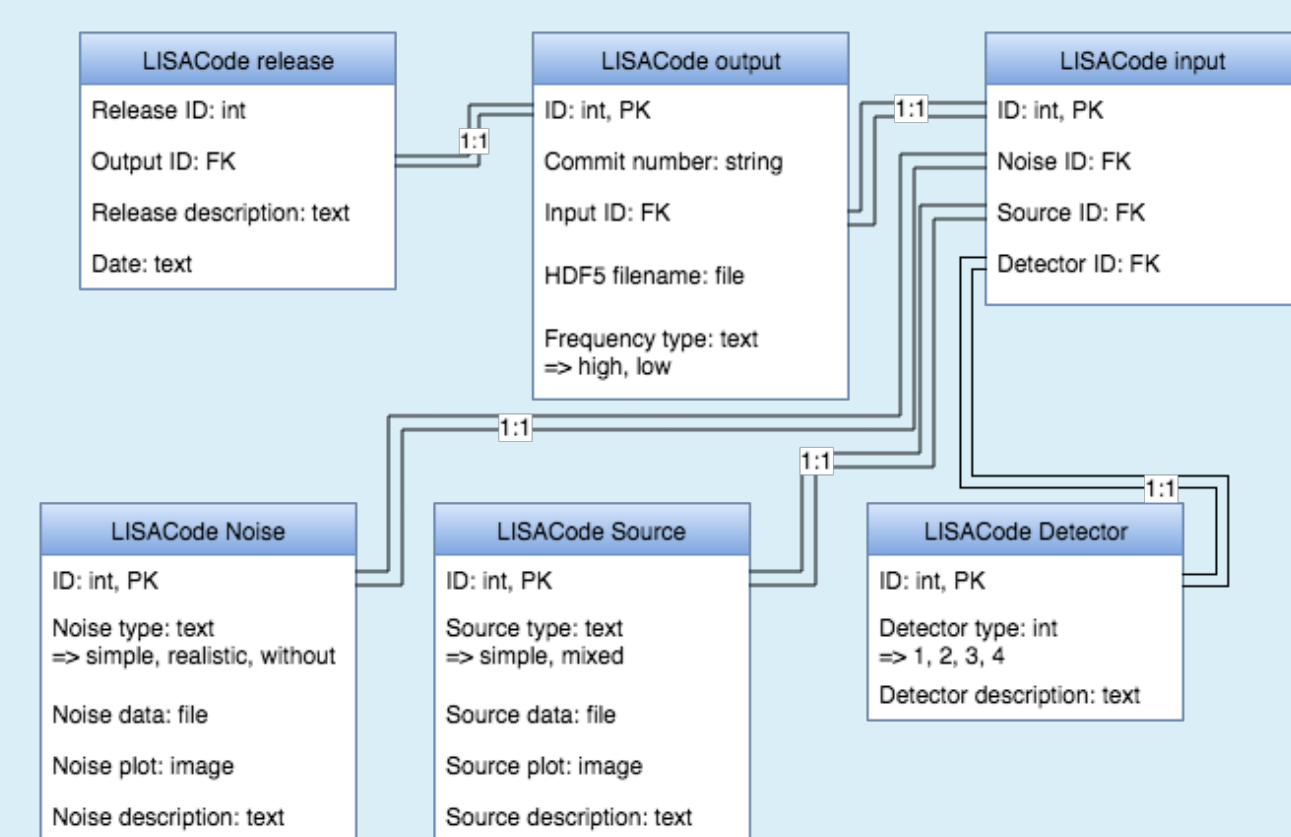 LISACode release
Release ID: int
Output ID: FK
Release description: text
Date: text
1:1
LISACode output
ID: int, PK
Commit number: string
Input ID: FK
HDF5 filename: file
Frequency type: text
=> high, low
1:1
LISACode input
ID: int, PK
Noise ID: FK
Source ID: FK
Detector ID: FK
1:1
1:1
1:1
LISACode Noise
ID: int, PK
Noise type: text
=> simple, realistic, without
Noise data: file
Noise plot: image
Noise description: text
LISACode Source
ID: int, PK
Source type: text
=> simple, mixed
Source data: file
Source plot: image
Source description: text
LISACode Detector
ID: int, PK
Detector type: int
=> 1, 2, 3, 4
Detector description: text